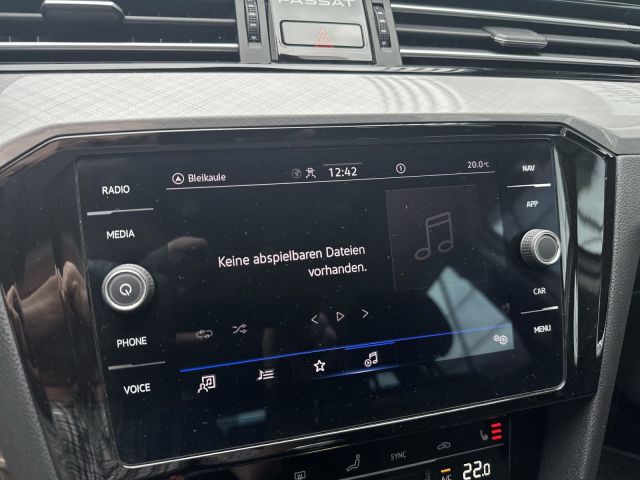 PASSAT
RADIO
MEDIA
PHONE
VOICE
Bleikaule
12:42
1
20.0°C
Keine abspielbaren Dateien
vorhanden.
NAV
APP
CAR
MENU
SYNC
A/C
22.0